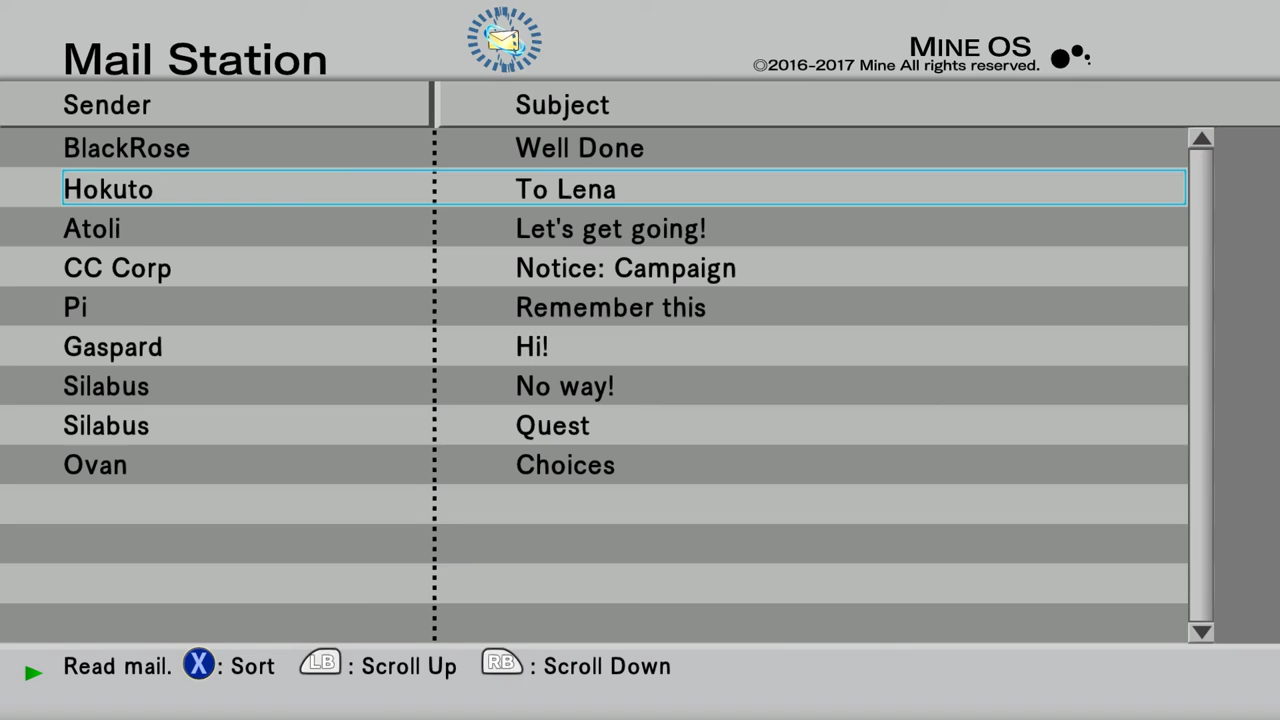 Mail Station
MINE OS
©2016-2017 Mine All rights reserved.
Sender Subject
BlackRose Well Done
Hokuto To Lena
Atoli Let's get going!
CC Corp Notice: Campaign
Pi Remember this
Gaspard Hi!
Silabus No way!
Silabus Quest
Ovan Choices
Read mail. X : Sort LB : Scroll Up RB : Scroll Down